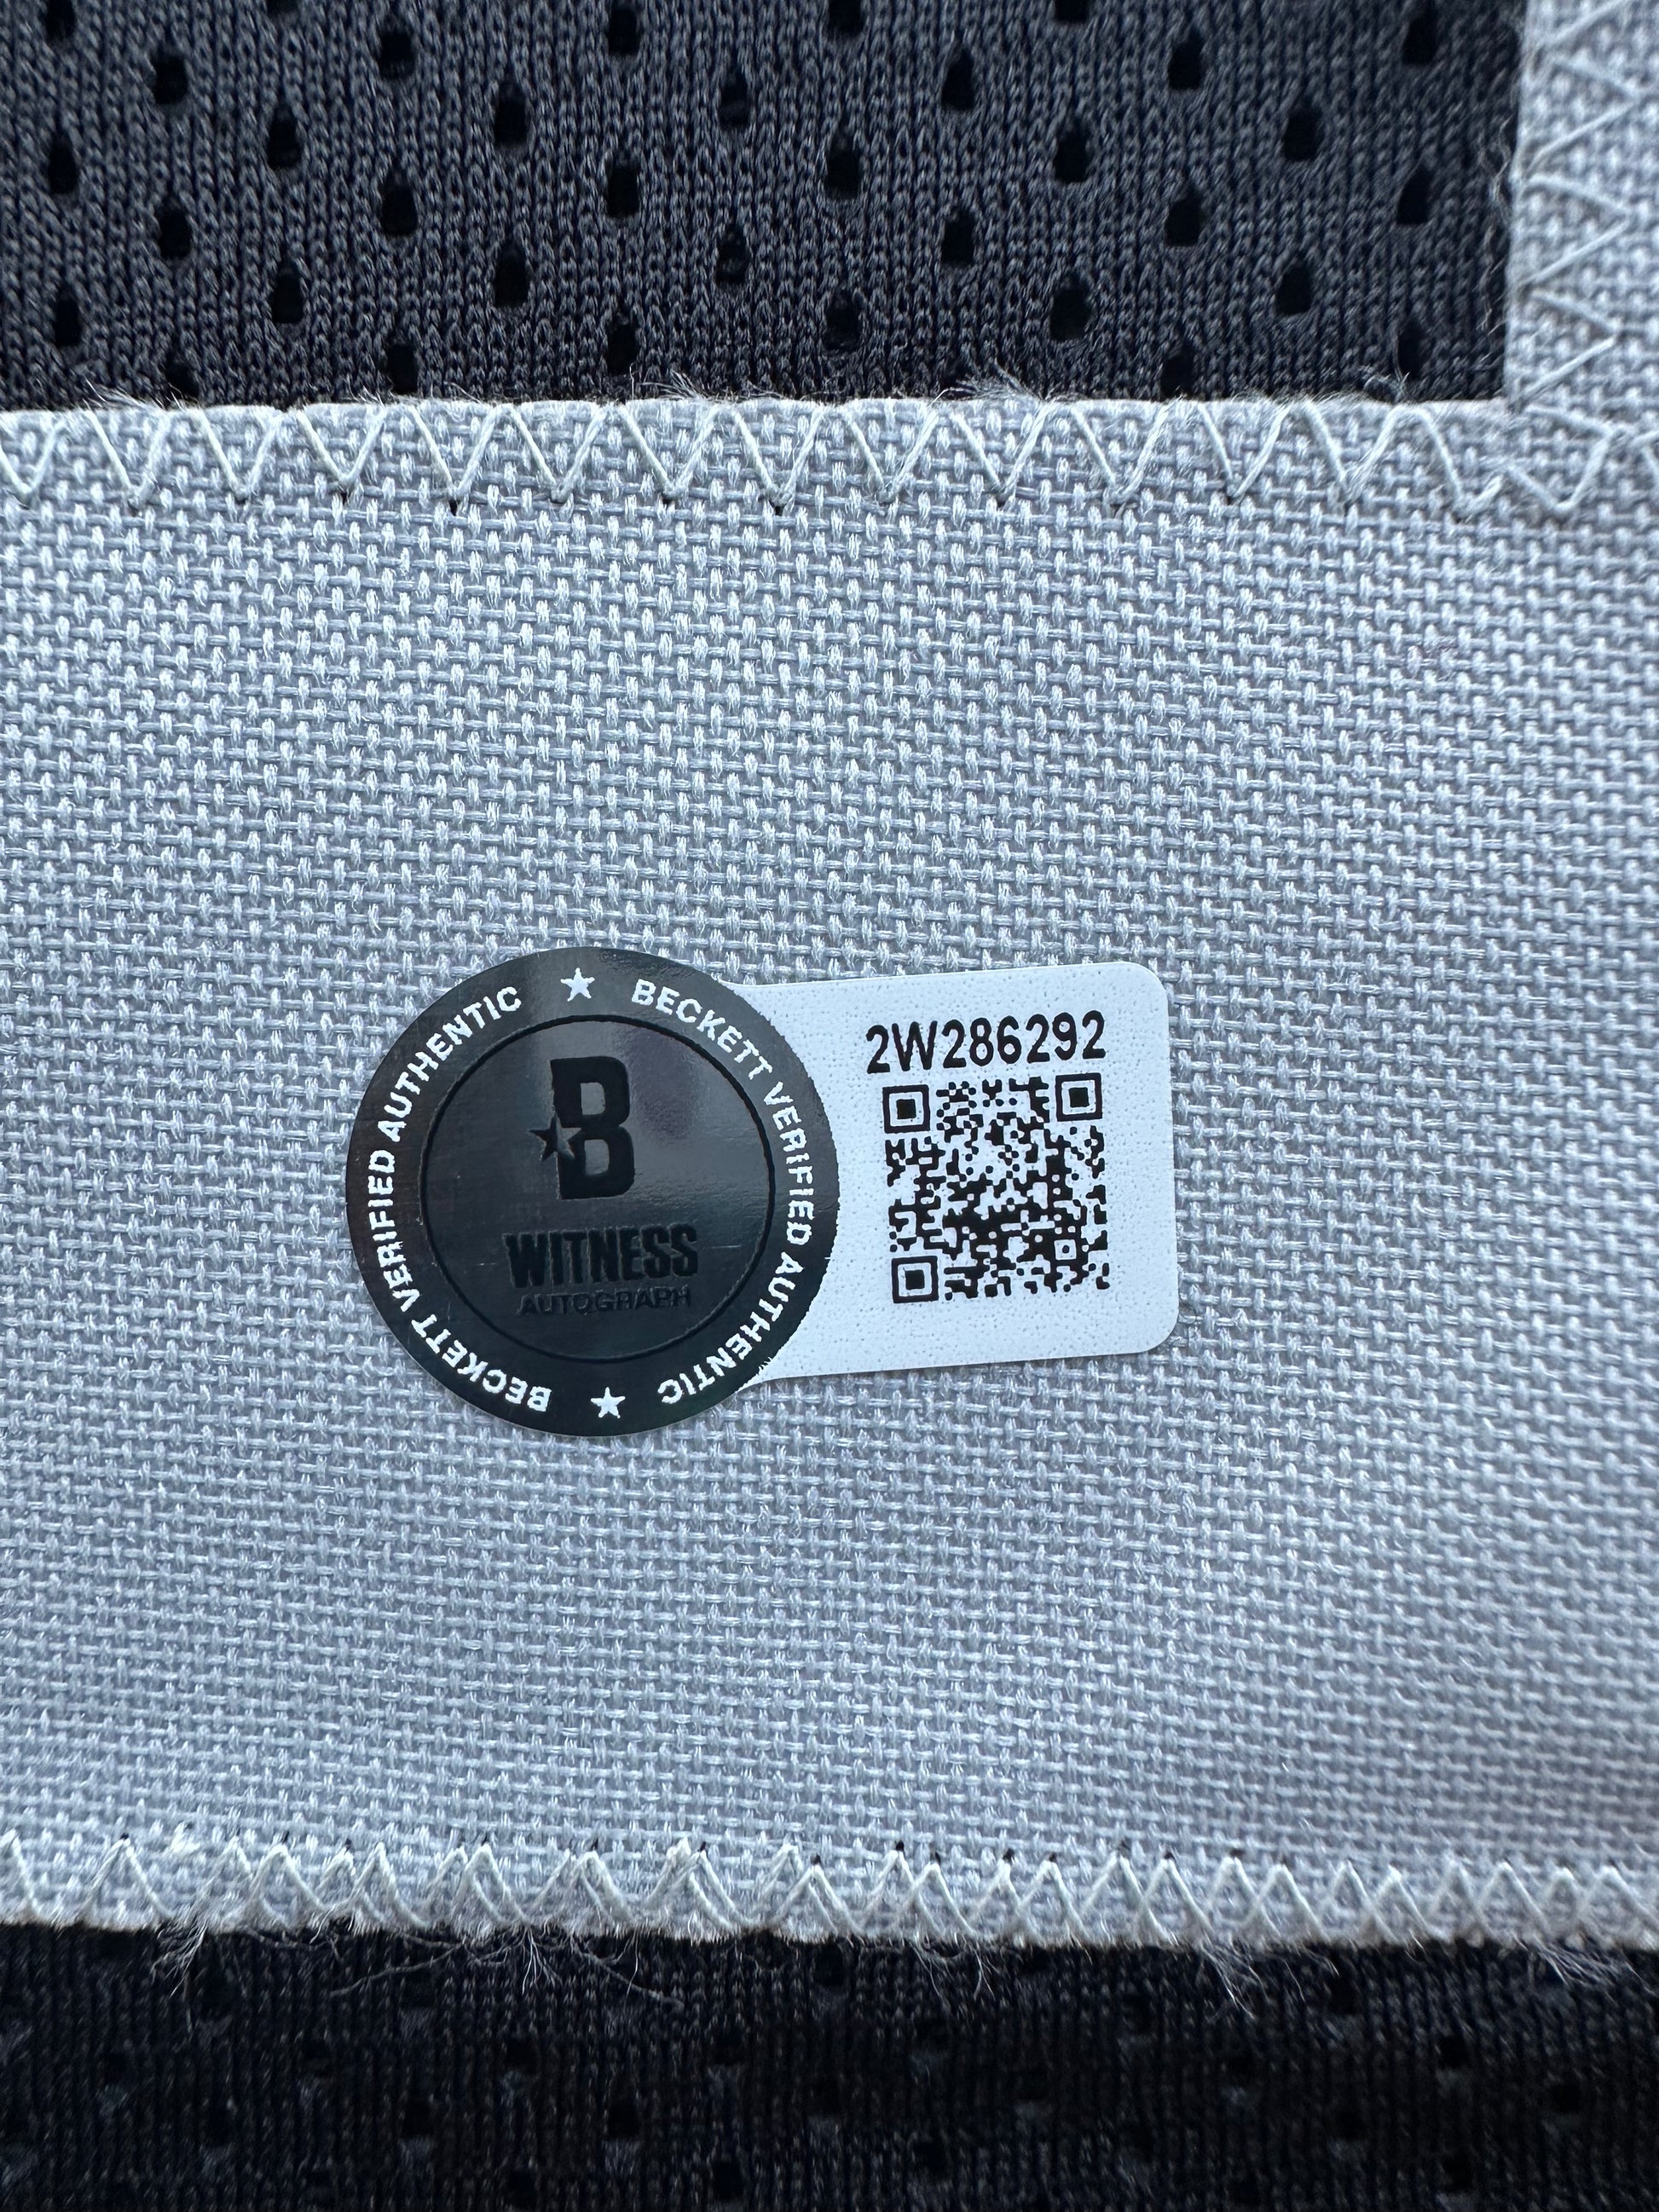 ★ BECKETT VERIFIED AUTHENTIC
★ BECKETT VERIFIED AUTHENTIC
B
WITNESS
AUTOGRAPH
2W286292